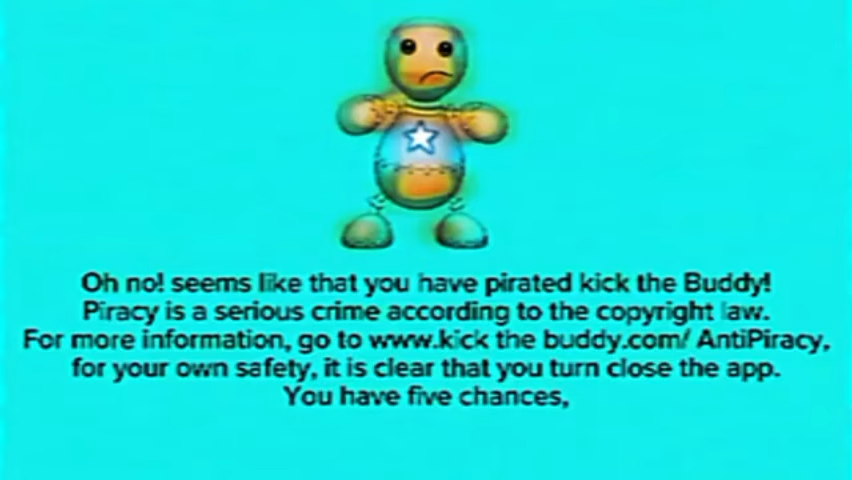 Oh no! seems like that you have pirated kick the Buddy!
Piracy is a serious crime according to the copyright law.
For more information, go to www.kick the buddy.com/ AntiPiracy,
for your own safety, it is clear that you turn close the app.
You have five chances,